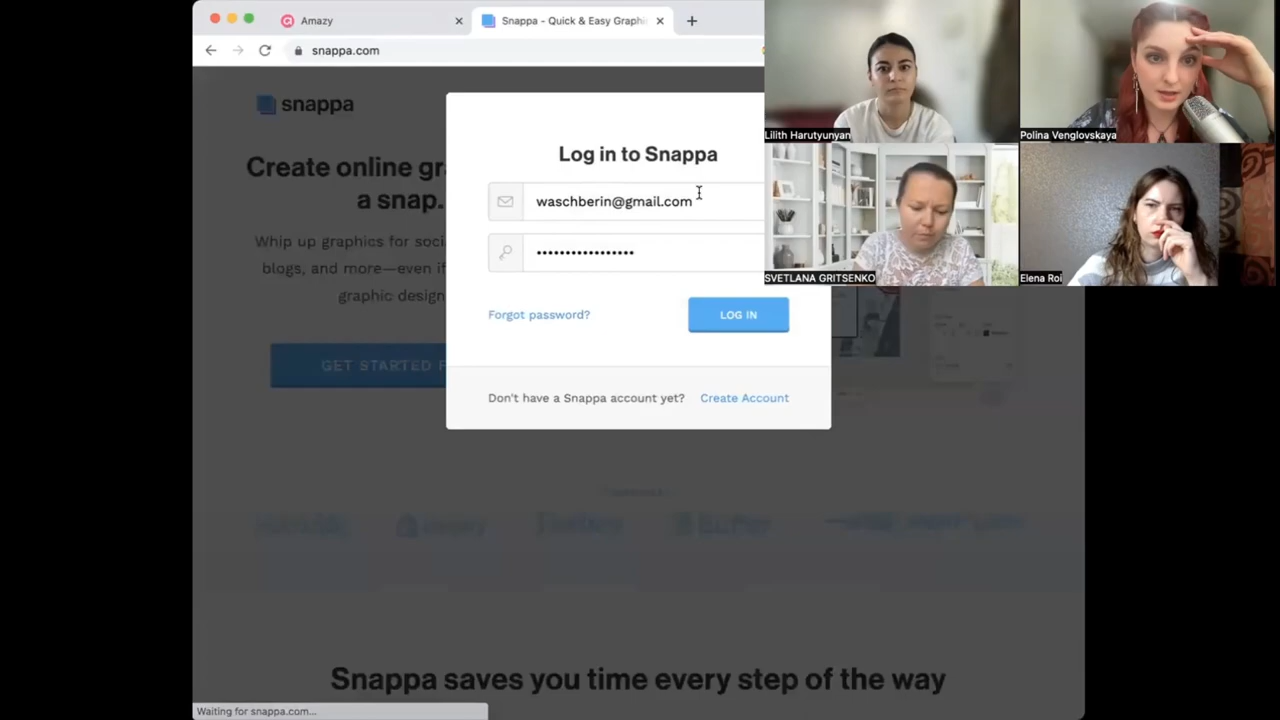 Amazy
Snappa - Quick & Easy Graphi
snappa.com
snappa
Create online gr
a snap.
Whip up graphics for soci
blogs, and more—even if
graphic design
GET STARTED F
Log in to Snappa
waschberin@gmail.com
Forgot password?
LOG IN
Don't have a Snappa account yet?
Create Account
Lilith Harutyunyan
Polina Venglovskaya
SVETLANA GRITSENKO
Elena Roi
Snappa saves you time every step of the way
Waiting for snappa.com...